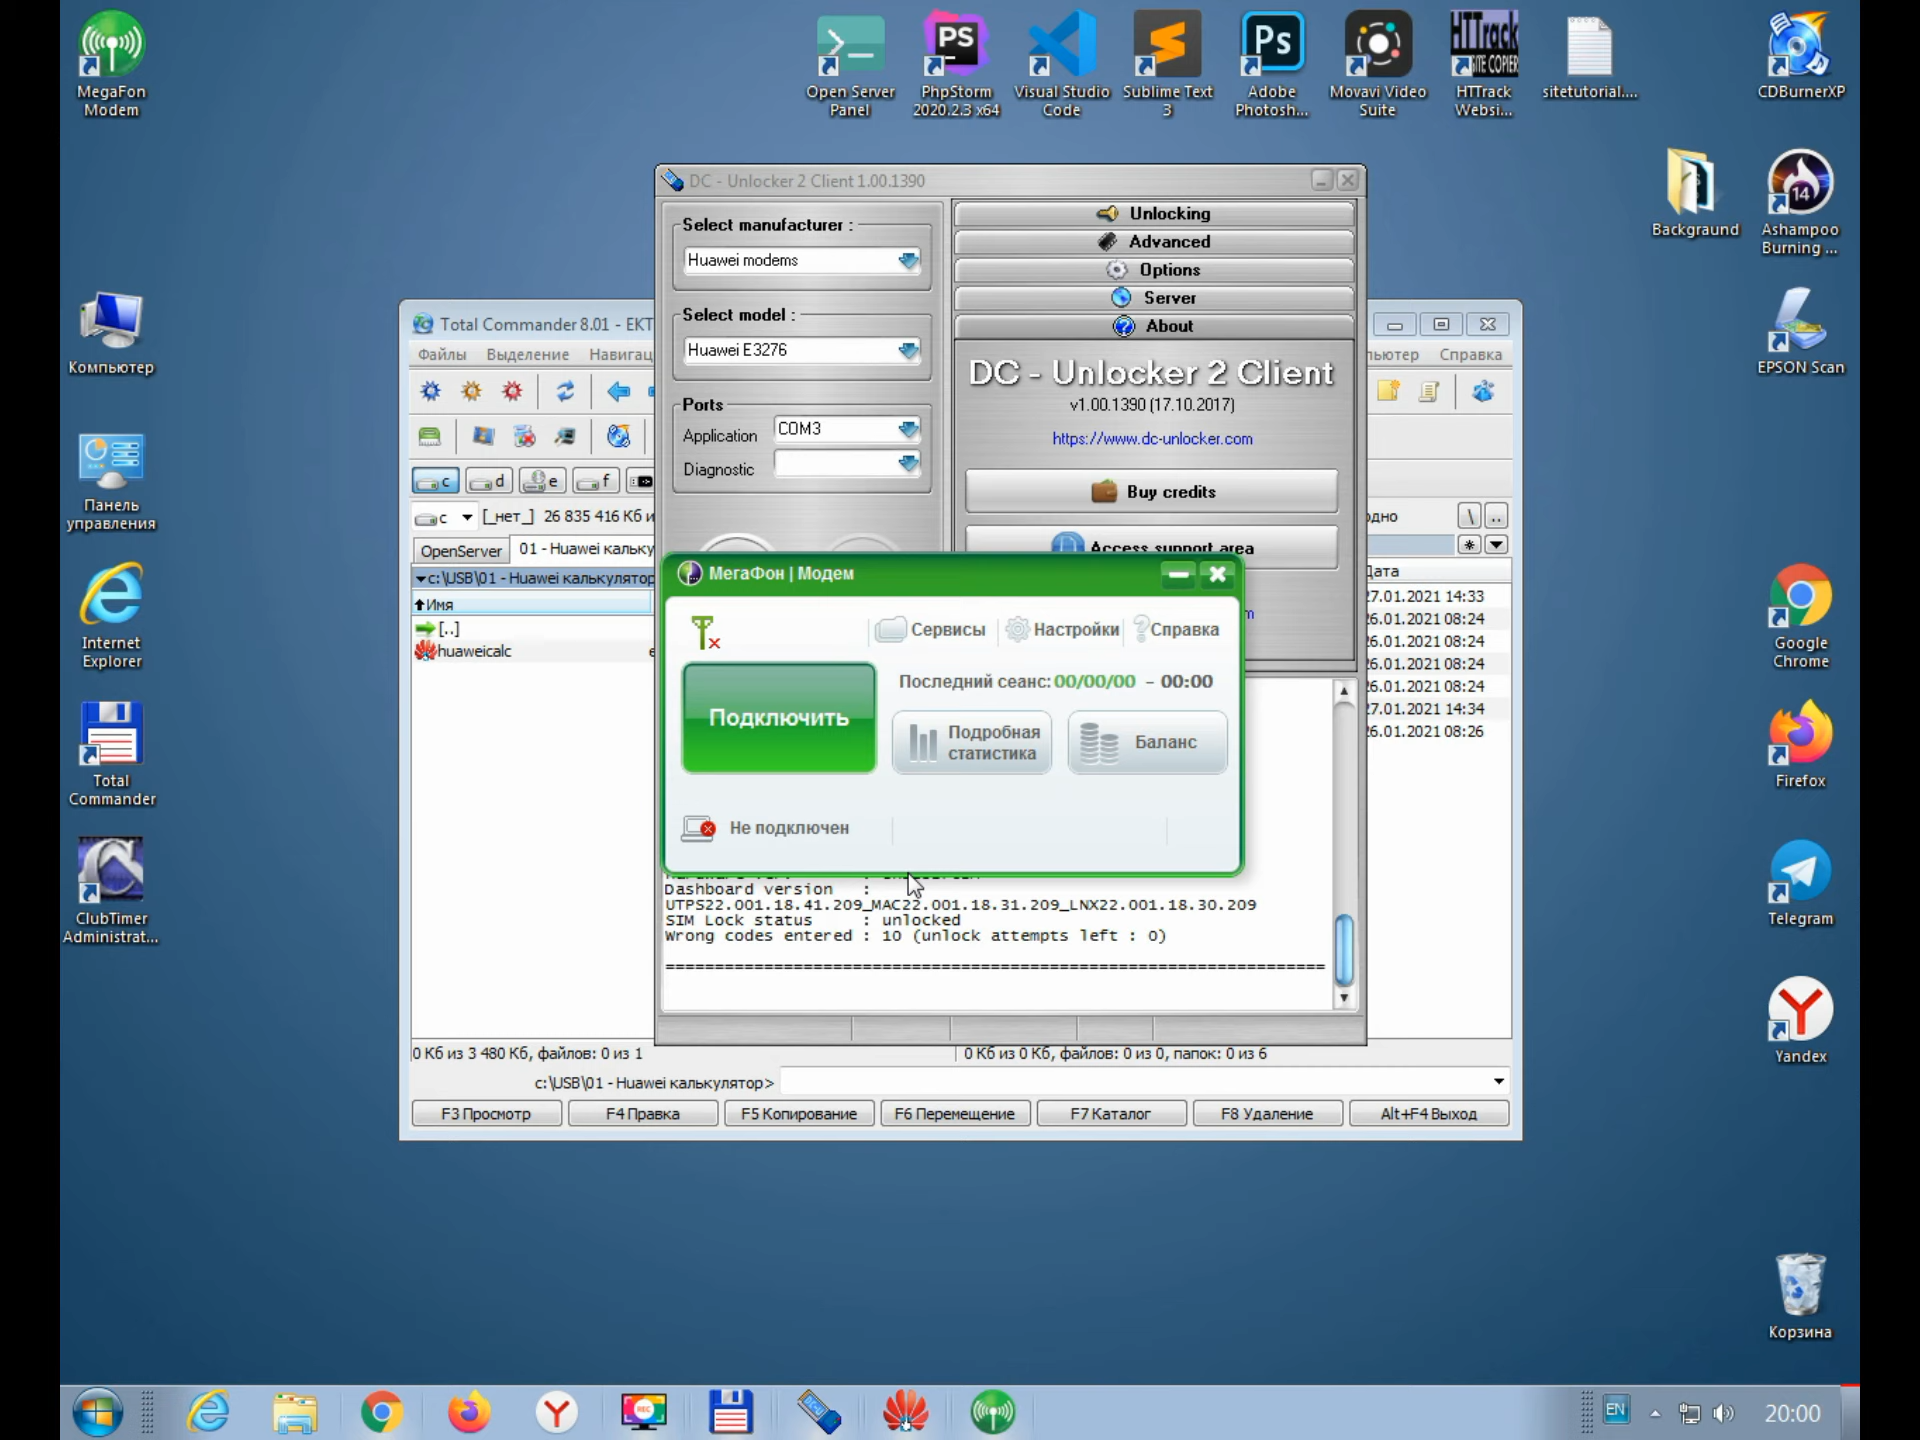 MegaFon
Modem
Open Server
Panel
PhpStorm
2020.2.3 x64
Visual Studio
Code
Sublime Text
3
Adobe
Photosh...
Movavi Video
Suite
HTTrack
Websi...
sitetutorial....
CDBurnerXP
Backgraund
Ashampoo
Burning ...
Компьютер
EPSON Scan
Панель
управления
Internet
Explorer
Google
Chrome
Total
Commander
Firefox
ClubTimer
Administrat...
Telegram
Yandex
Корзина
DC - Unlocker 2 Client 1.00.1390
Select manufacturer :
Huawei modems
Select model :
Huawei E3276
Ports
Application COM3
Diagnostic
Unlocking
Advanced
Options
Server
About
DC - Unlocker 2 Client
v1.00.1390 (17.10.2017)
https://www.dc-unlocker.com
Buy credits
Access support area
Total Commander 8.01 - EKT
Файлы Выделение Навигац
Справка
c d e f
c [_нет_] 26 835 416 Кб и
\ ..
OpenServer 01 - Huawei кальку
* 
c:\USB\01 - Huawei калькулятор
Имя
[..]
huaweicalc
Дата
27.01.2021 14:33
26.01.2021 08:24
26.01.2021 08:24
26.01.2021 08:24
26.01.2021 08:24
27.01.2021 14:34
26.01.2021 08:26
МегаФон | Модем
Сервисы Настройки Справка
Подключить
Последний сеанс: 00/00/00 - 00:00
Подробная
статистика
Баланс
Не подключен
Dashboard version :
UTPS22.001.18.41.209_MAC22.001.18.31.209_LNX22.001.18.30.209
SIM Lock status : unlocked
Wrong codes entered : 10 (unlock attempts left : 0)
===================================================================
0 Кб из 3 480 Кб, файлов: 0 из 1
0 Кб из 0 Кб, файлов: 0 из 0, папок: 0 из 6
c:\USB\01 - Huawei калькулятор>
F3 Просмотр F4 Правка F5 Копирование F6 Перемещение F7 Каталог F8 Удаление Alt+F4 Выход
EN 20:00